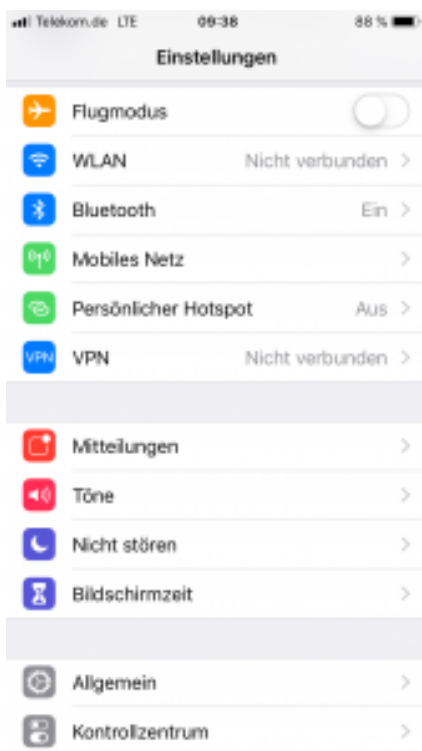 Telekom.de LTE 09:38 88 %
Einstellungen
Flugmodus
WLAN Nicht verbunden
Bluetooth Ein
Mobiles Netz
Persönlicher Hotspot Aus
VPN VPN Nicht verbunden
Mitteilungen
Töne
Nicht stören
Bildschirmzeit
Allgemein
Kontrollzentrum